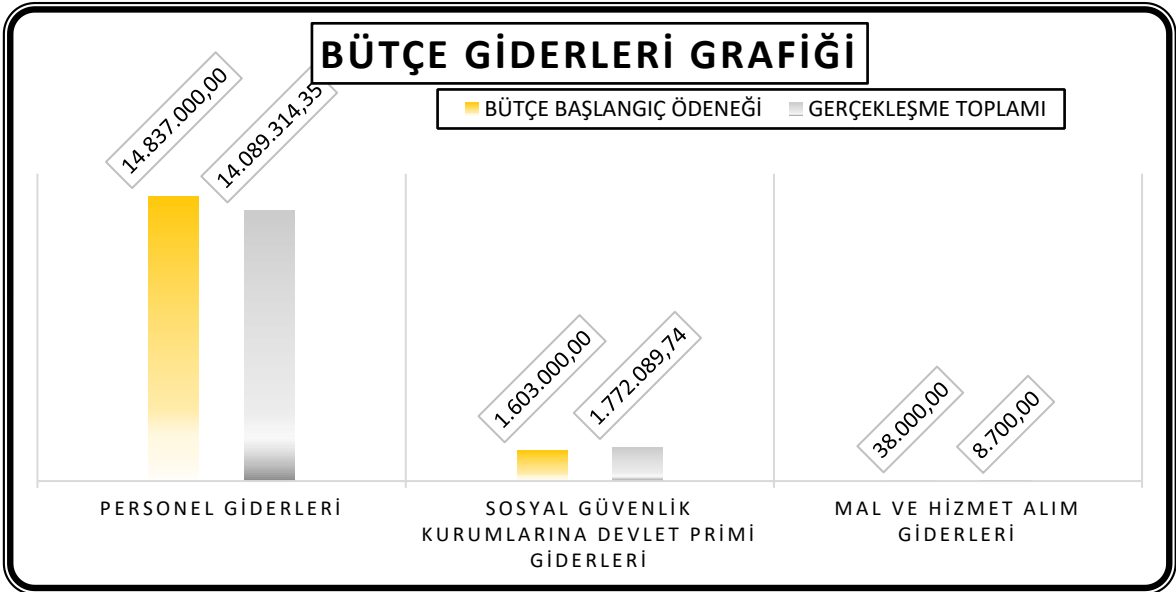 BÜTÇE GİDERLERİ GRAFİĞİ
BÜTÇE BAŞLANGIÇ ÖDENEĞİ
GERÇEKLEŞME TOPLAMI
14.837.000,00
14.089.314,35
1.603.000,00
1.772.089,74
38.000,00
8.700,00
PERSONEL GİDERLERİ
SOSYAL GÜVENLİK
KURUMLARINA DEVLET PRİMİ
GİDERLERİ
MAL VE HİZMET ALIM
GİDERLERİ